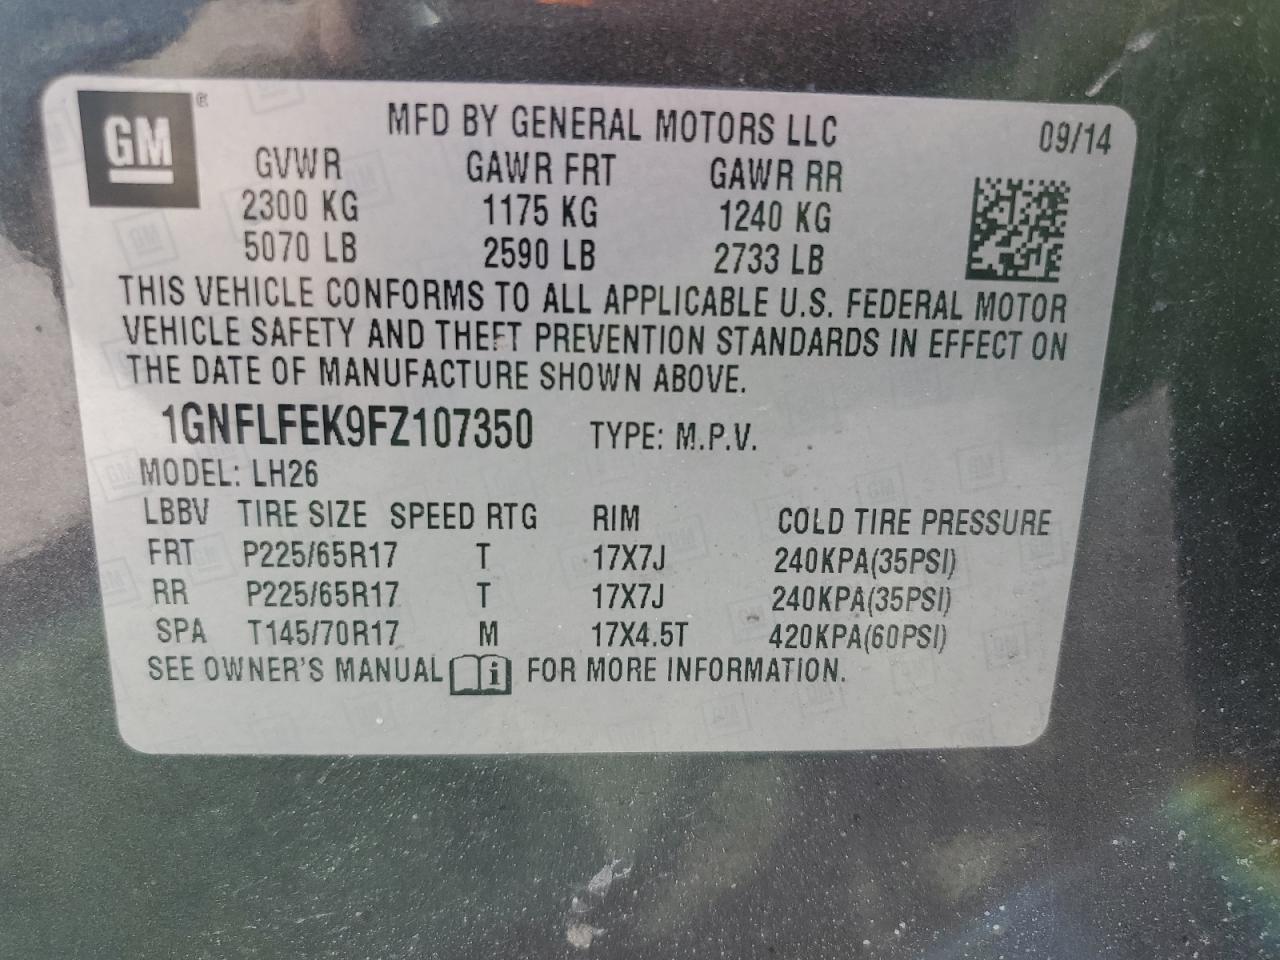 GM
MFD BY GENERAL MOTORS LLC 09/14
GVWR GAWR FRT GAWR RR
2300 KG 1175 KG 1240 KG
5070 LB 2590 LB 2733 LB
THIS VEHICLE CONFORMS TO ALL APPLICABLE U.S. FEDERAL MOTOR
VEHICLE SAFETY AND THEFT PREVENTION STANDARDS IN EFFECT ON
THE DATE OF MANUFACTURE SHOWN ABOVE.
1GNFLFEK9FZ107350 TYPE: M.P.V.
MODEL: LH26
LBBV TIRE SIZE SPEED RTG RIM COLD TIRE PRESSURE
FRT P225/65R17 T 17X7J 240KPA(35PSI)
RR P225/65R17 T 17X7J 240KPA(35PSI)
SPA T145/70R17 M 17X4.5T 420KPA(60PSI)
SEE OWNER'S MANUAL i FOR MORE INFORMATION.